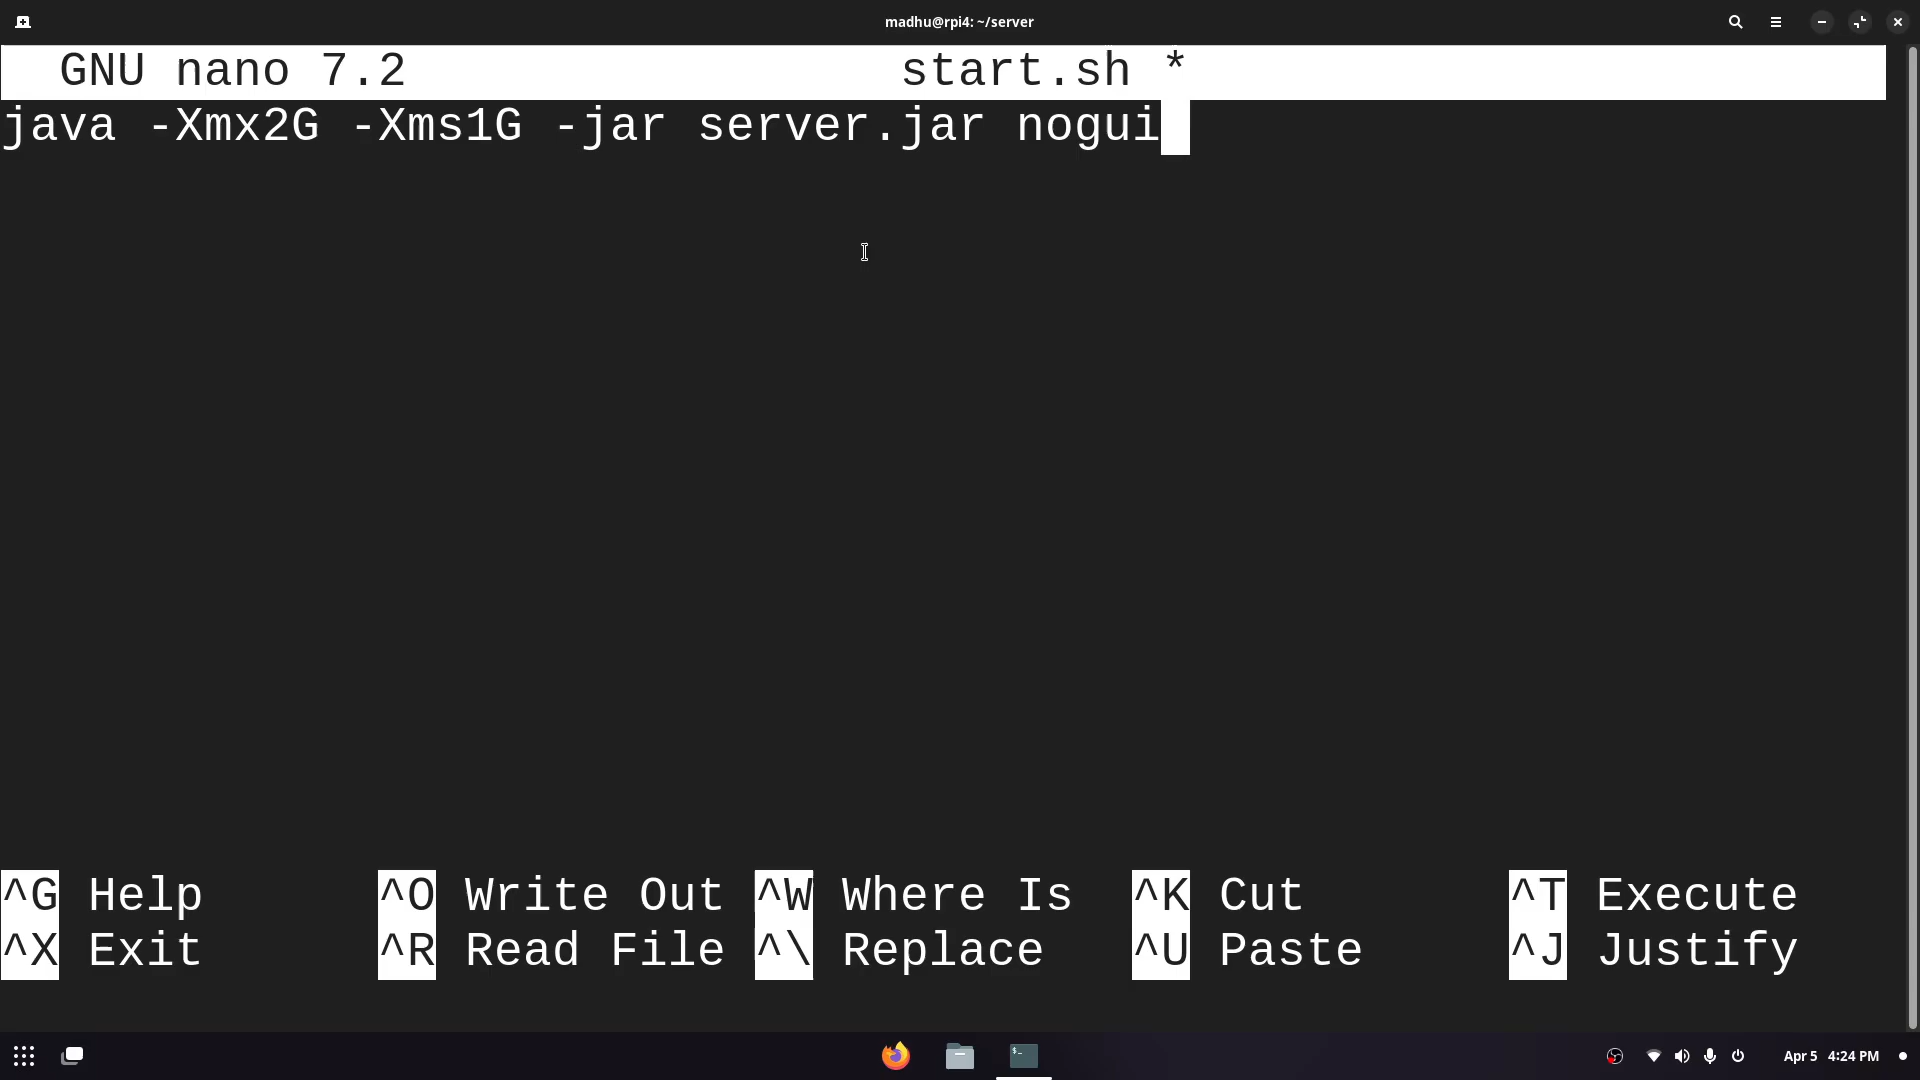 madhu@rpi4: ~/server
GNU nano 7.2 start.sh *
java -Xmx2G -Xms1G -jar server.jar nogui
^G Help ^O Write Out ^W Where Is ^K Cut ^T Execute
^X Exit ^R Read File ^\ Replace ^U Paste ^J Justify
Apr 5 4:24 PM